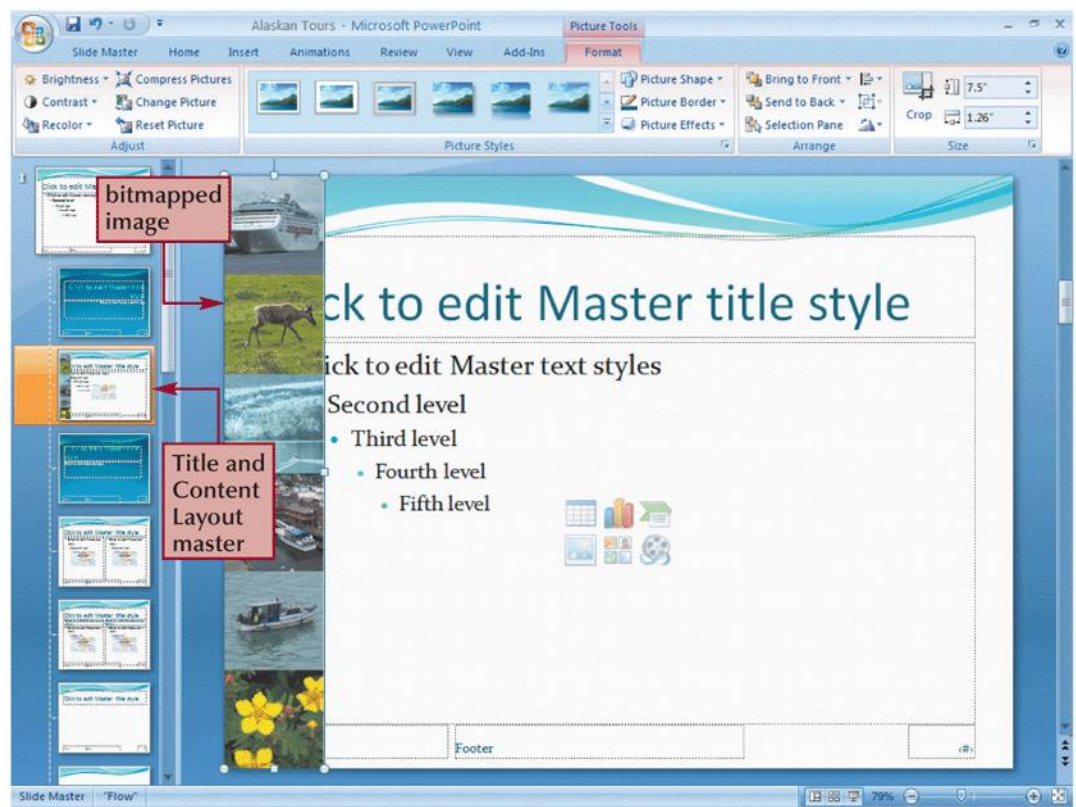 Alaskan Tours - Microsoft PowerPoint
Picture Tools
Slide Master
Home
Insert
Animations
Review
View
Add-Ins
Format
Brightness
Compress Pictures
Picture Shape
Bring to Front
7.5"
Contrast
Change Picture
Picture Border
Send to Back
Crop
1.26"
Recolor
Reset Picture
Picture Effects
Selection Pane
Adjust
Picture Styles
Arrange
Size
1
bitmapped
image
Title and
Content
Layout
master
ck to edit Master title style
ick to edit Master text styles
Second level
• Third level
• Fourth level
• Fifth level
Footer
‹#›
Slide Master
"Flow"
79%